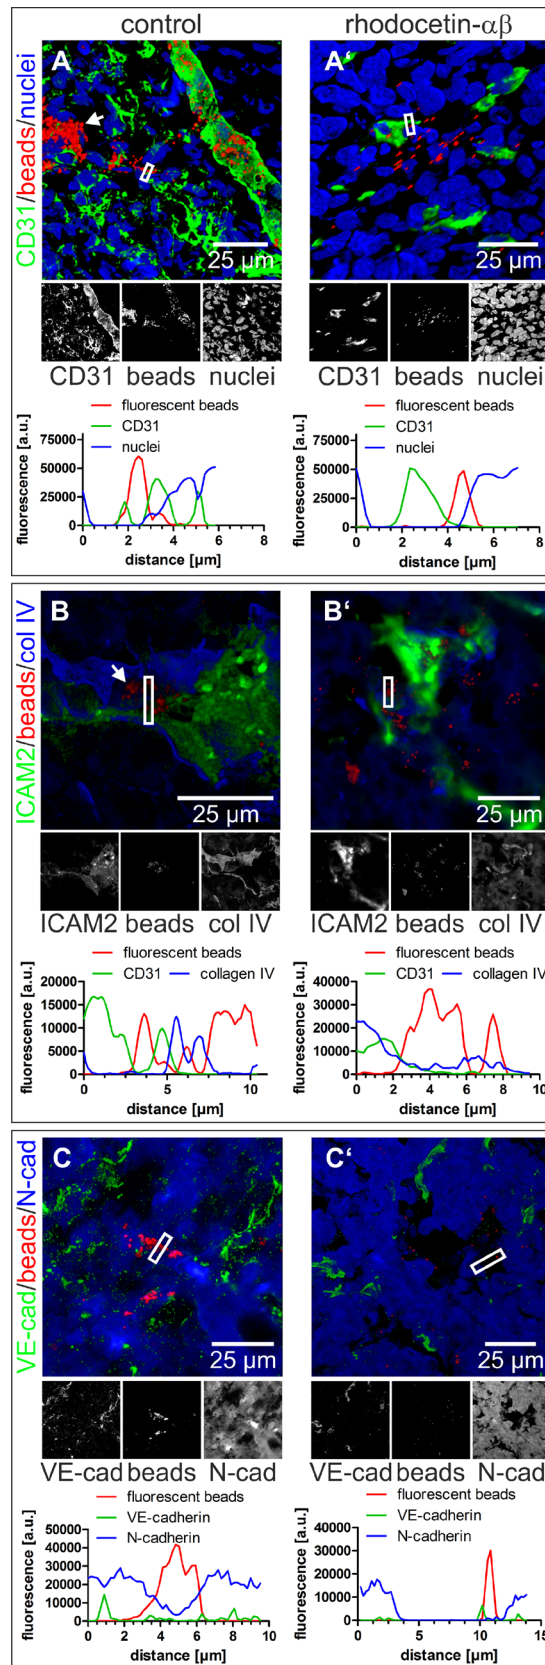 control rhodocetin-αβ
CD31/beads/nuclei
A A'
25 µm 25 µm
CD31 beads nuclei CD31 beads nuclei
fluorescent beads fluorescent beads
CD31 CD31
nuclei nuclei
fluorescence [a.u.] fluorescence [a.u.]
75000 75000
50000 50000
25000 25000
0 0
0 2 4 6 8 0 2 4 6 8
distance [µm] distance [µm]
ICAM2/beads/col IV
B B'
25 µm 25 µm
ICAM2 beads col IV ICAM2 beads col IV
fluorescent beads fluorescent beads
CD31 collagen IV CD31 collagen IV
fluorescence [a.u.] fluorescence [a.u.]
20000 40000
15000 30000
10000 20000
5000 10000
0 0
0 2 4 6 8 10 0 2 4 6 8 10
distance [µm] distance [µm]
VE-cad/beads/N-cad
C C'
25 µm 25 µm
VE-cad beads N-cad VE-cad beads N-cad
fluorescent beads fluorescent beads
VE-cadherin VE-cadherin
N-cadherin N-cadherin
fluorescence [a.u.] fluorescence [a.u.]
50000 40000
40000 30000
30000 20000
20000 10000
10000 0
0
0 2 4 6 8 10 0 5 10 15
distance [µm] distance [µm]